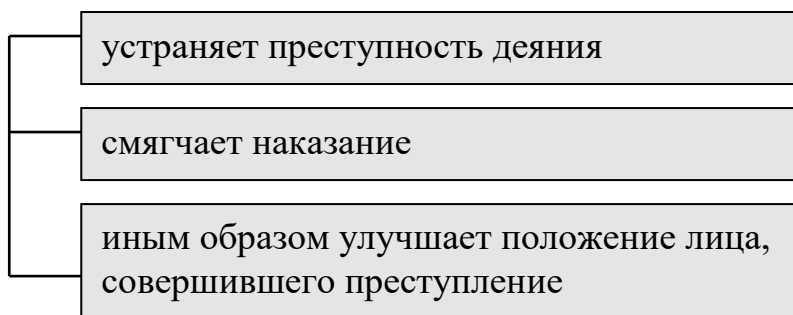 устраняет преступность деяния
смягчает наказание
иным образом улучшает положение лица,
совершившего преступление